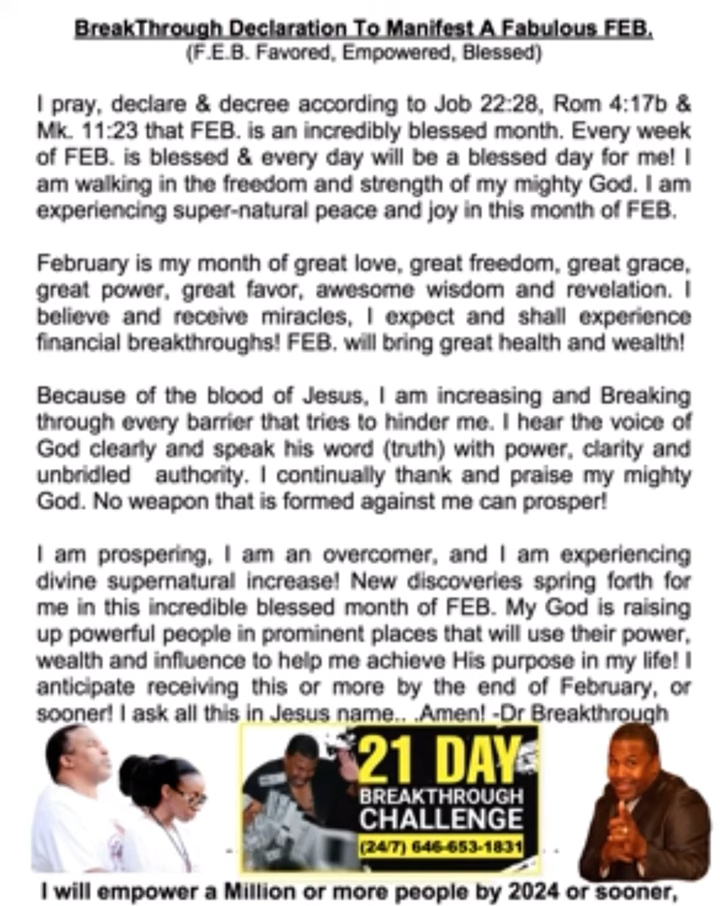 BreakThrough Declaration To Manifest A Fabulous FEB.
(F.E.B. Favored, Empowered, Blessed)
I pray, declare & decree according to Job 22:28, Rom 4:17b &
Mk. 11:23 that FEB. is an incredibly blessed month. Every week
of FEB. is blessed & every day will be a blessed day for me! I
am walking in the freedom and strength of my mighty God. I am
experiencing super-natural peace and joy in this month of FEB.
February is my month of great love, great freedom, great grace,
great power, great favor, awesome wisdom and revelation. I
believe and receive miracles, I expect and shall experience
financial breakthroughs! FEB. will bring great health and wealth!
Because of the blood of Jesus, I am increasing and Breaking
through every barrier that tries to hinder me. I hear the voice of
God clearly and speak his word (truth) with power, clarity and
unbridled authority. I continually thank and praise my mighty
God. No weapon that is formed against me can prosper!
I am prospering, I am an overcomer, and I am experiencing
divine supernatural increase! New discoveries spring forth for
me in this incredible blessed month of FEB. My God is raising
up powerful people in prominent places that will use their power,
wealth and influence to help me achieve His purpose in my life! I
anticipate receiving this or more by the end of February, or
sooner! I ask all this in Jesus name.. .Amen! -Dr Breakthrough
21 DAY
BREAKTHROUGH
CHALLENGE
(24/7) 646-653-1831
I will empower a Million or more people by 2024 or sooner,